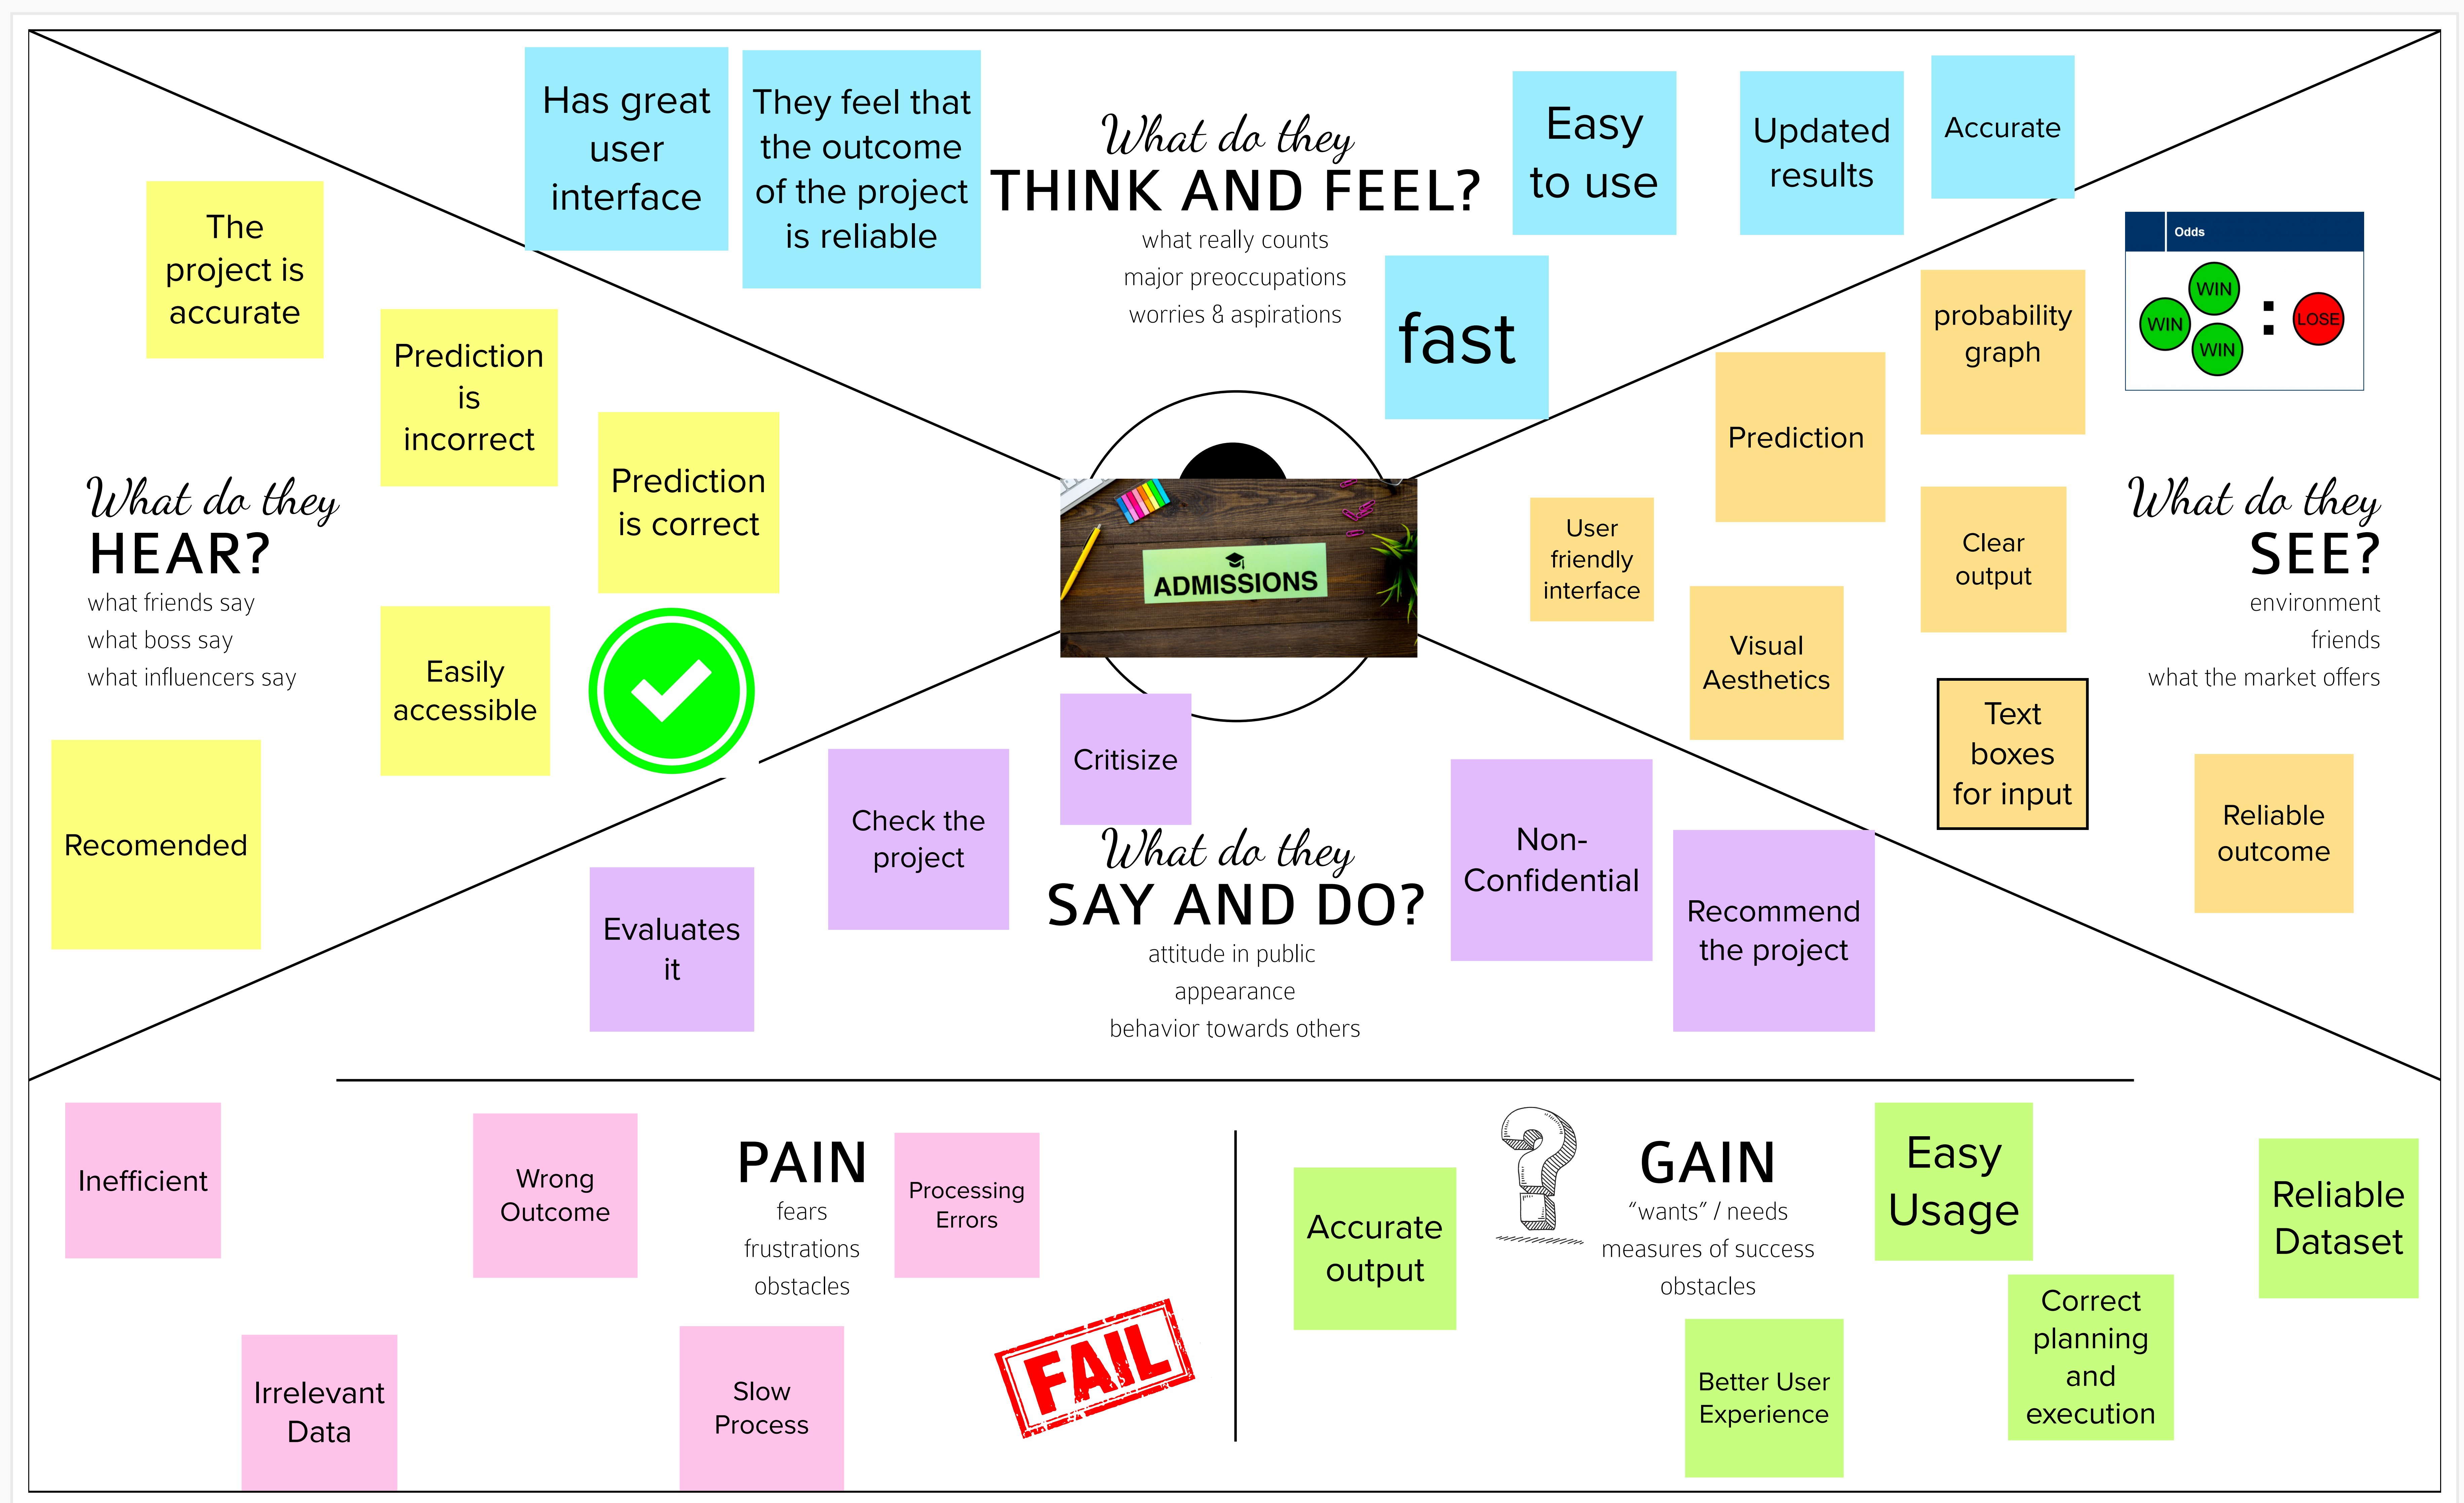 Has great
user
interface
They feel that
the outcome
of the project
is reliable
What do they
THINK AND FEEL?
what really counts
major preoccupations
worries & aspirations
Easy
to use
Updated
results
Accurate
fast
The
project is
accurate
Prediction
is
incorrect
Prediction
is correct
What do they
HEAR?
what friends say
what boss say
what influencers say
Easily
accessible
Recomended
ADMISSIONS
Odds
WIN
WIN
WIN
:
LOSE
probability
graph
Prediction
User
friendly
interface
Clear
output
What do they
SEE?
environment
friends
what the market offers
Visual
Aesthetics
Text
boxes
for input
Reliable
outcome
Critisize
Check the
project
Evaluates
it
What do they
SAY AND DO?
attitude in public
appearance
behavior towards others
Non-
Confidential
Recommend
the project
Inefficient
Wrong
Outcome
PAIN
fears
frustrations
obstacles
Processing
Errors
Irrelevant
Data
Slow
Process
FAIL
Accurate
output
?
GAIN
“wants” / needs
measures of success
obstacles
Easy
Usage
Reliable
Dataset
Correct
planning
and
execution
Better User
Experience